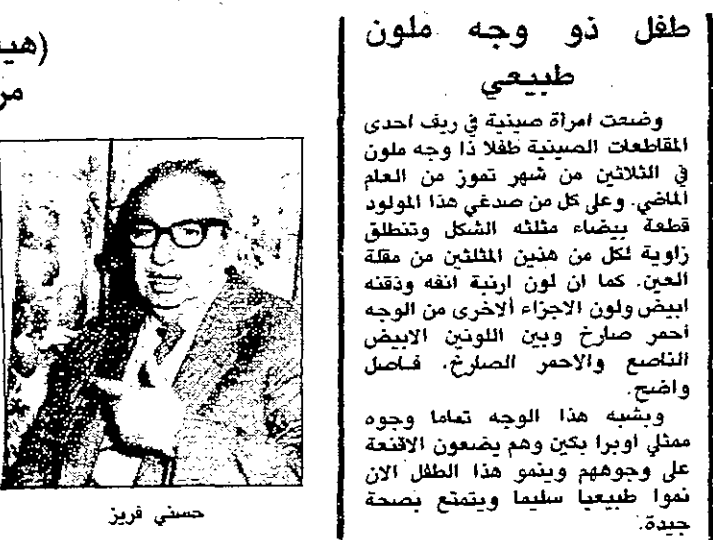 طفل ذو وجه ملون
طبيعي
وضعت امرأة صينية في ريف احدى
المقاطعات الصينية طفلا ذا وجه ملون
في الثلاثين من شهر تموز من العام
الماضي. وعلى كل من صدغي هذا المولود
قطعة بيضاء مثلثه الشكل وتنطلق
زاوية لكل من هذين المثلثين من مقلة
العين. كما ان لون ارنبة انفه وذقنه
ابيض ولون الاجزاء الاخرى من الوجه
أحمر صارخ وبين اللونين الابيض
الناصع والاحمر الصارخ، فاصل
واضح.
ويشبه هذا الوجه تماما وجوه
ممثلي اوبرا بكين وهم يضعون الاقنعة
على وجوههم وينمو هذا الطفل الان
نموا طبيعيا سليما ويتمتع بصحة
جيدة.
حسني فريز